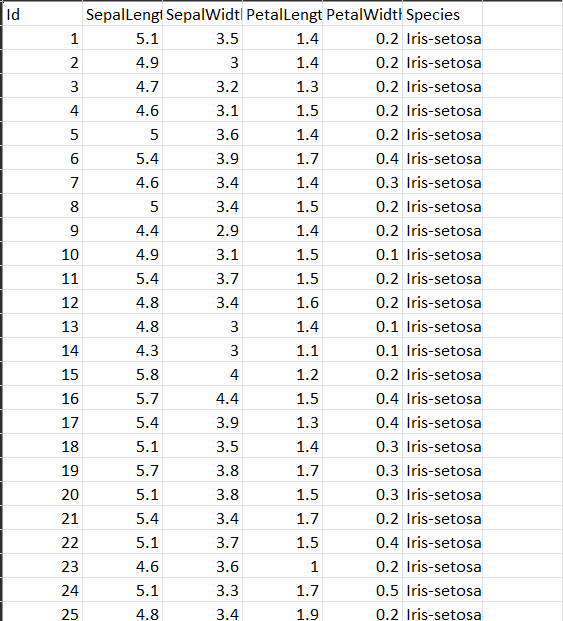 Id SepalLengt SepalWidt PetalLengt PetalWidth Species
1 5.1 3.5 1.4 0.2 Iris-setosa
2 4.9 3 1.4 0.2 Iris-setosa
3 4.7 3.2 1.3 0.2 Iris-setosa
4 4.6 3.1 1.5 0.2 Iris-setosa
5 5 3.6 1.4 0.2 Iris-setosa
6 5.4 3.9 1.7 0.4 Iris-setosa
7 4.6 3.4 1.4 0.3 Iris-setosa
8 5 3.4 1.5 0.2 Iris-setosa
9 4.4 2.9 1.4 0.2 Iris-setosa
10 4.9 3.1 1.5 0.1 Iris-setosa
11 5.4 3.7 1.5 0.2 Iris-setosa
12 4.8 3.4 1.6 0.2 Iris-setosa
13 4.8 3 1.4 0.1 Iris-setosa
14 4.3 3 1.1 0.1 Iris-setosa
15 5.8 4 1.2 0.2 Iris-setosa
16 5.7 4.4 1.5 0.4 Iris-setosa
17 5.4 3.9 1.3 0.4 Iris-setosa
18 5.1 3.5 1.4 0.3 Iris-setosa
19 5.7 3.8 1.7 0.3 Iris-setosa
20 5.1 3.8 1.5 0.3 Iris-setosa
21 5.4 3.4 1.7 0.2 Iris-setosa
22 5.1 3.7 1.5 0.4 Iris-setosa
23 4.6 3.6 1 0.2 Iris-setosa
24 5.1 3.3 1.7 0.5 Iris-setosa
25 4.8 3.4 1.9 0.2 Iris-setosa